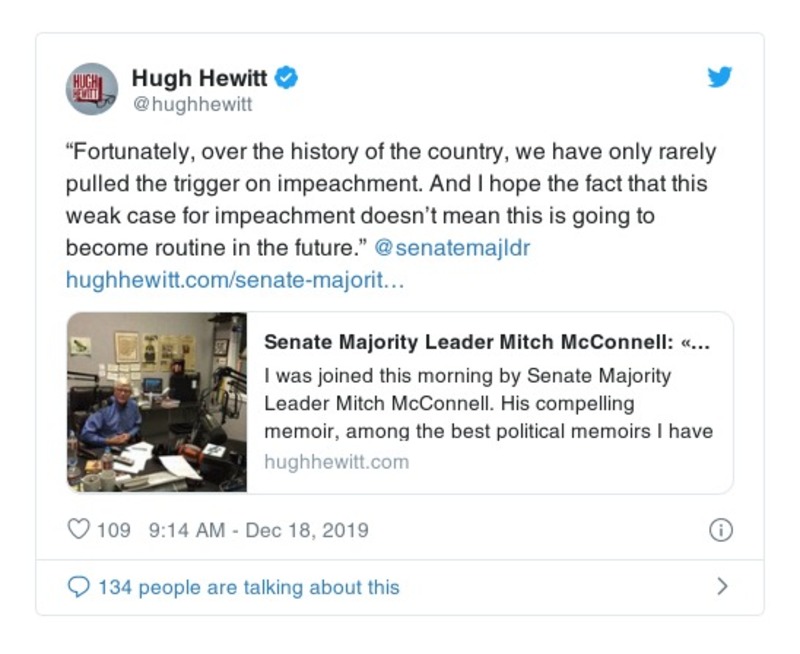 Hugh Hewitt
@hughhewitt
HUGH
HEWITT
“Fortunately, over the history of the country, we have only rarely
pulled the trigger on impeachment. And I hope the fact that this
weak case for impeachment doesn’t mean this is going to
become routine in the future.” @senatemajldr
hughhewitt.com/senate-majorit…
Senate Majority Leader Mitch McConnell: «...
I was joined this morning by Senate Majority
Leader Mitch McConnell. His compelling
memoir, among the best political memoirs I have
hughhewitt.com
109 9:14 AM - Dec 18, 2019
134 people are talking about this